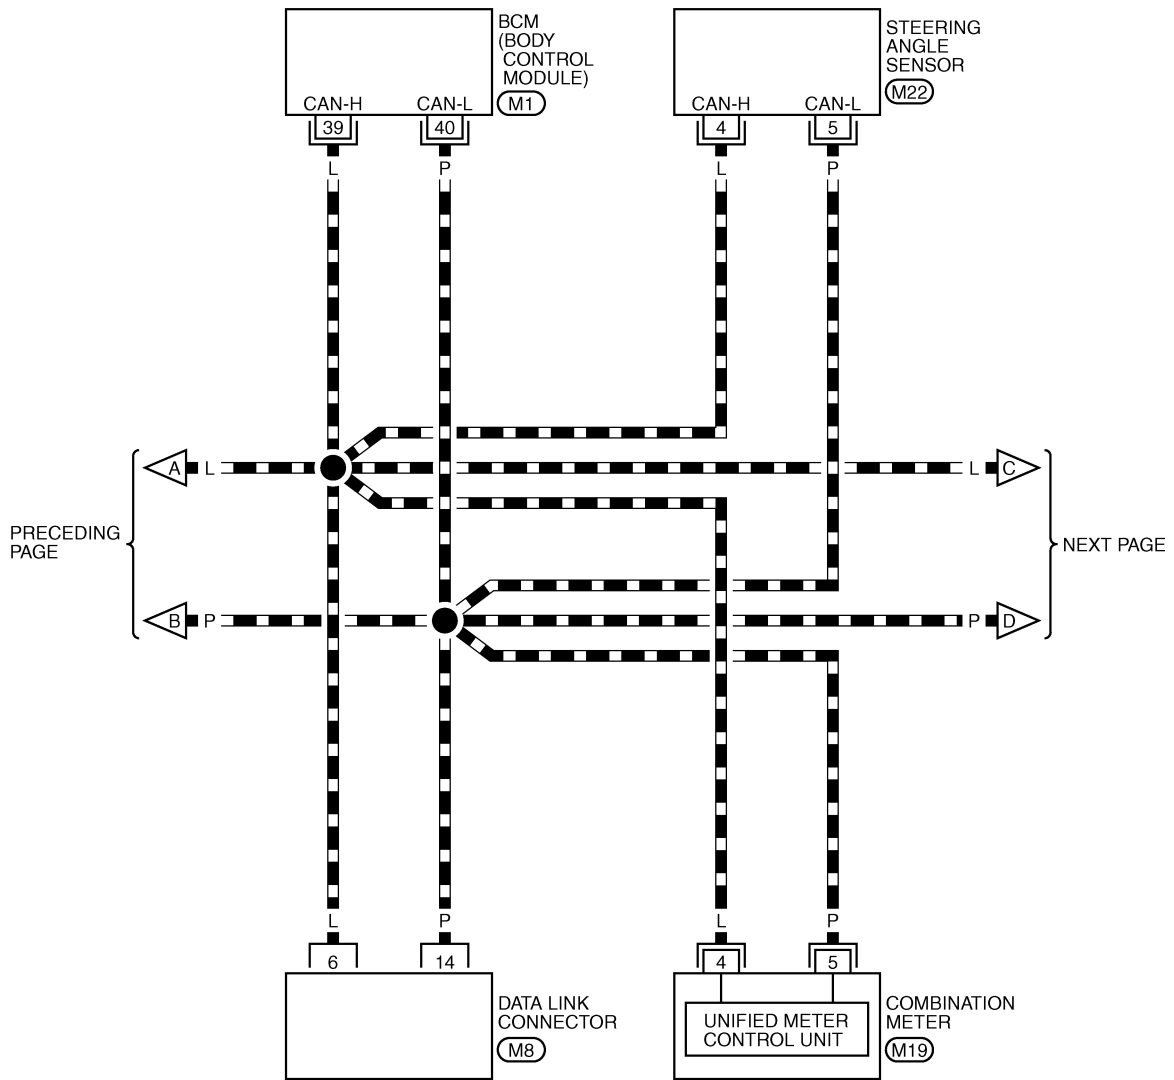 BCM
(BODY
CONTROL
MODULE)
M1
CAN-H
CAN-L
39
40
L
P
STEERING
ANGLE
SENSOR
M22
CAN-H
CAN-L
4
5
L
P
PRECEDING
PAGE
A
L
L
C
NEXT PAGE
B
P
P
D
L
P
6
14
DATA LINK
CONNECTOR
M8
L
P
4
5
UNIFIED METER
CONTROL UNIT
COMBINATION
METER
M19